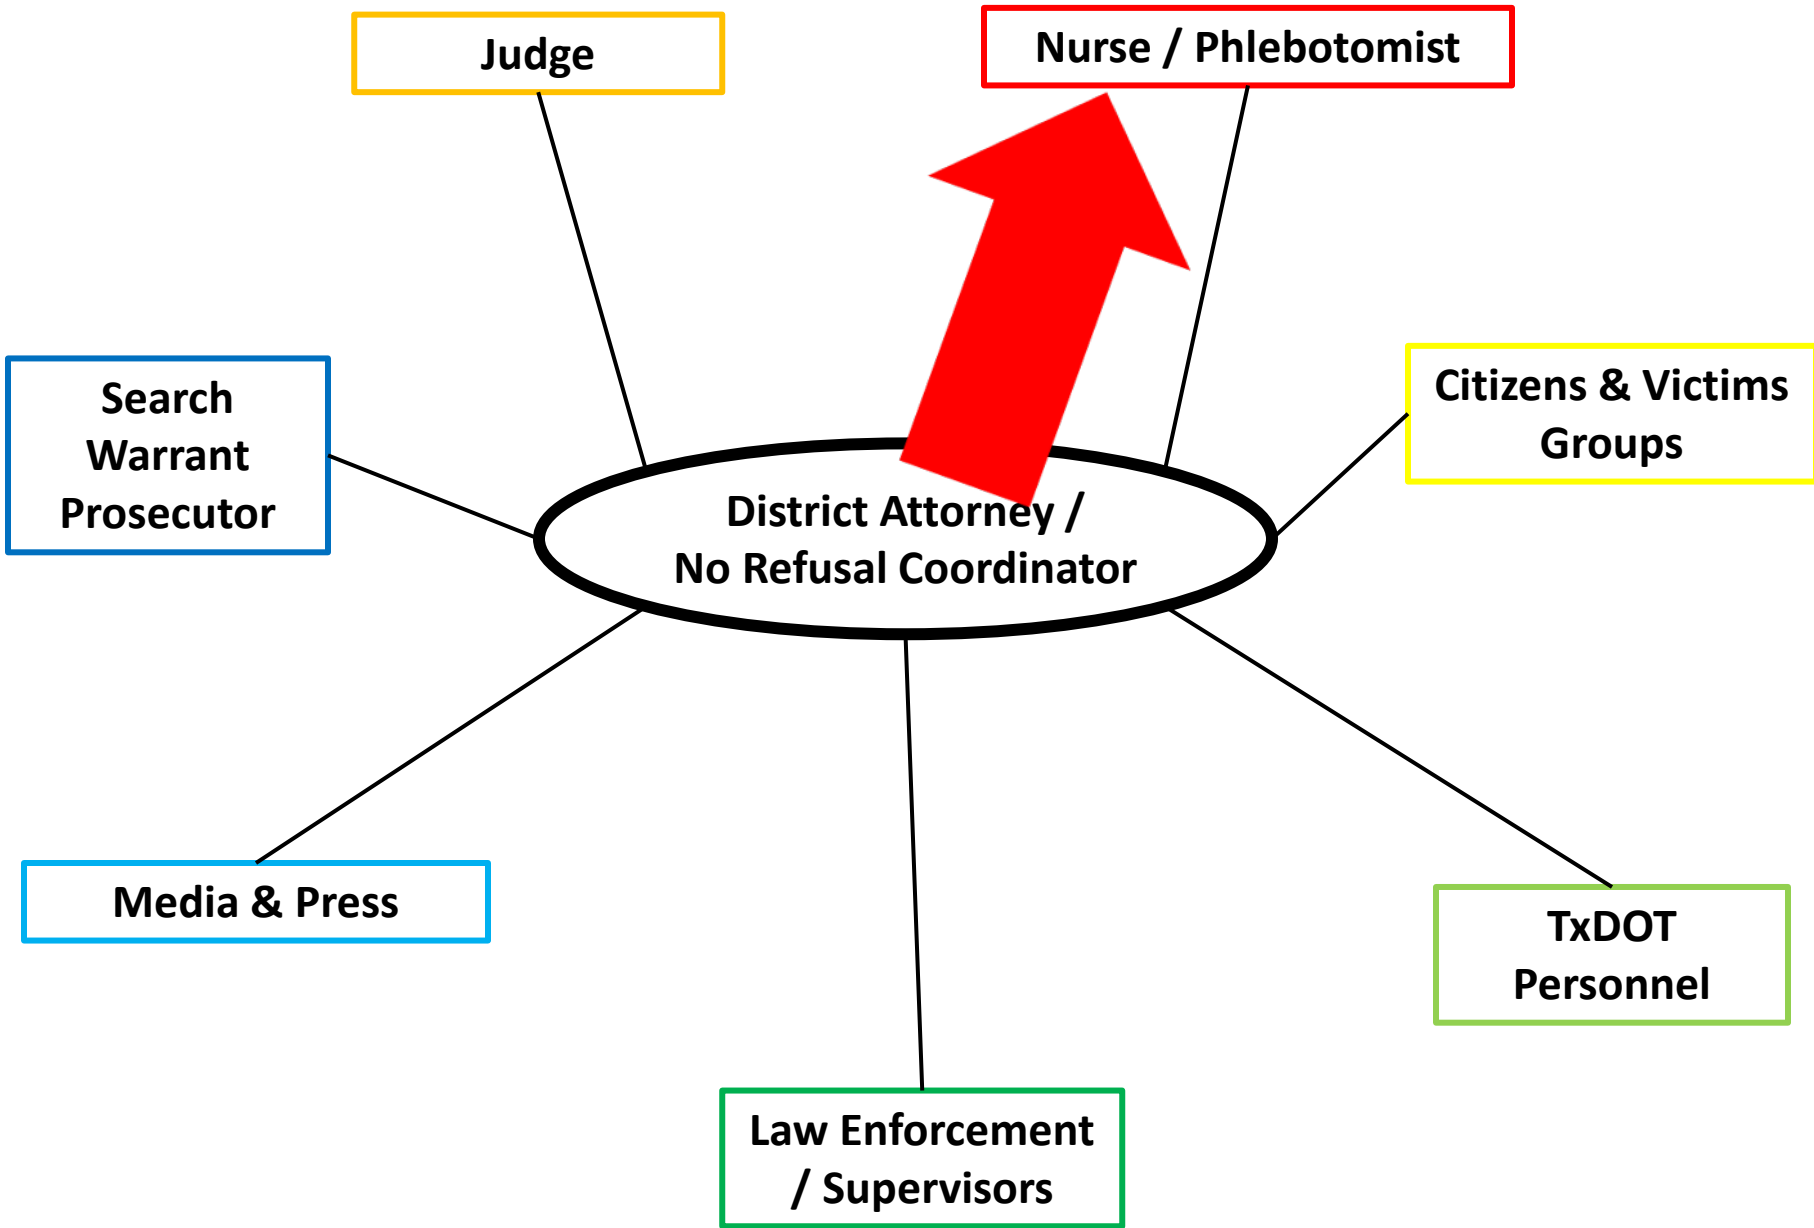 Judge
Nurse / Phlebotomist
Search
Warrant
Prosecutor
Citizens & Victims
Groups
District Attorney /
No Refusal Coordinator
Media & Press
TxDOT
Personnel
Law Enforcement
/ Supervisors